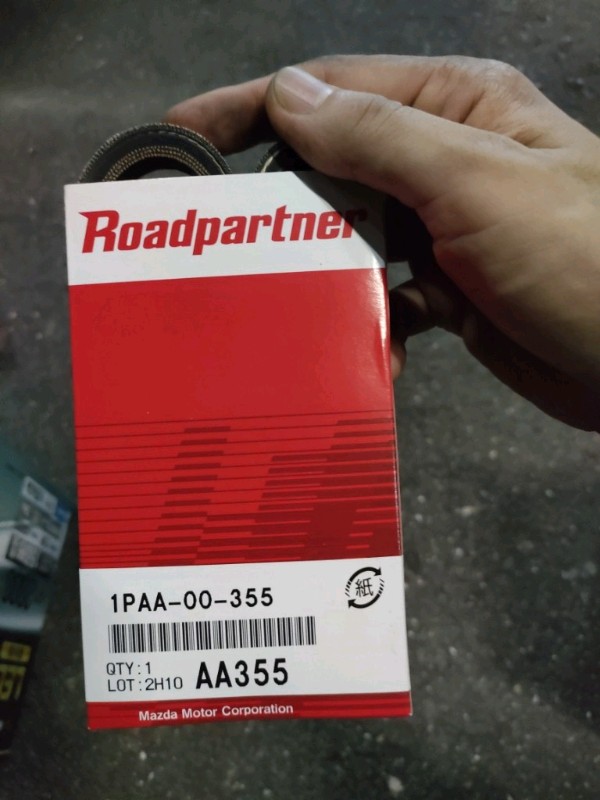 Roadpartner
1PAA-00-355
紙
QTY:1
LOT:2H10 AA355
Mazda Motor Corporation